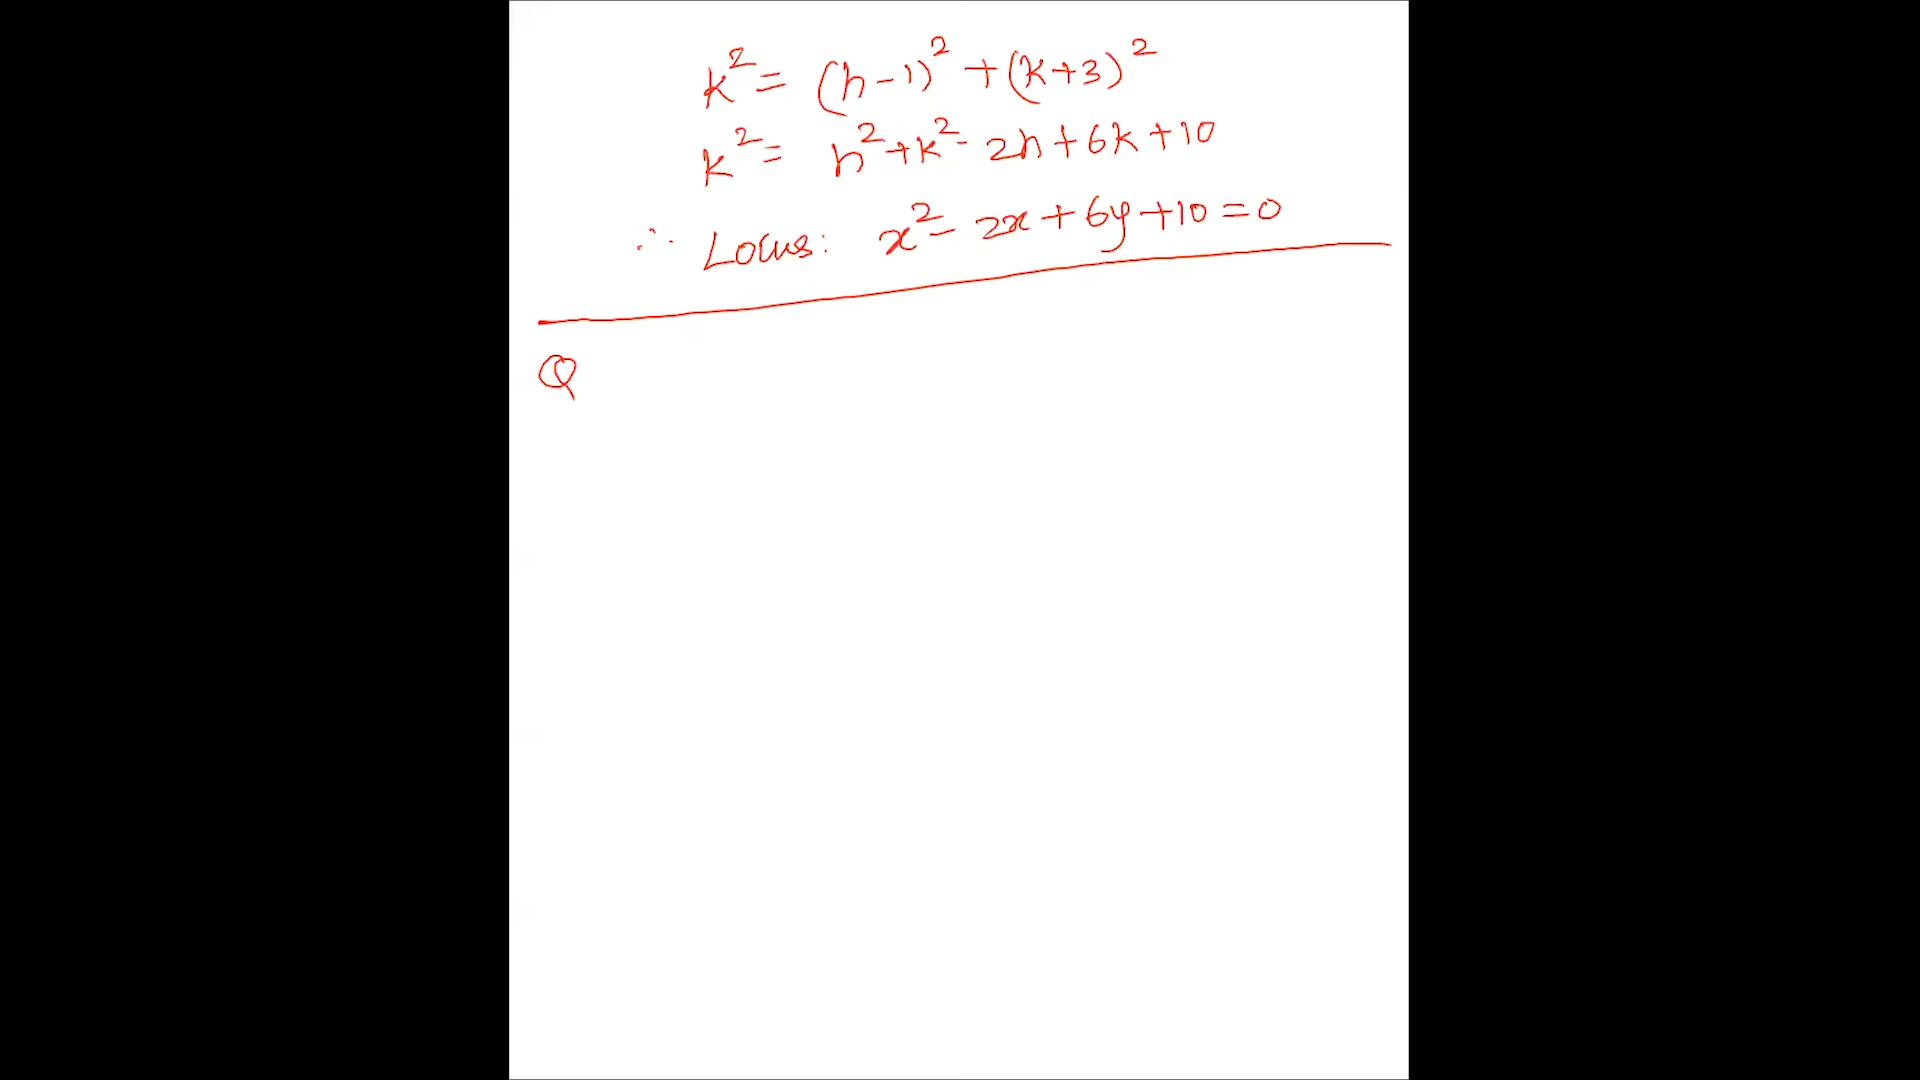 k² = (h-1)² + (k+3)²
k² = h² + k² - 2h + 6k + 10
∴ Locus: x² - 2x + 6y + 10 = 0
Q